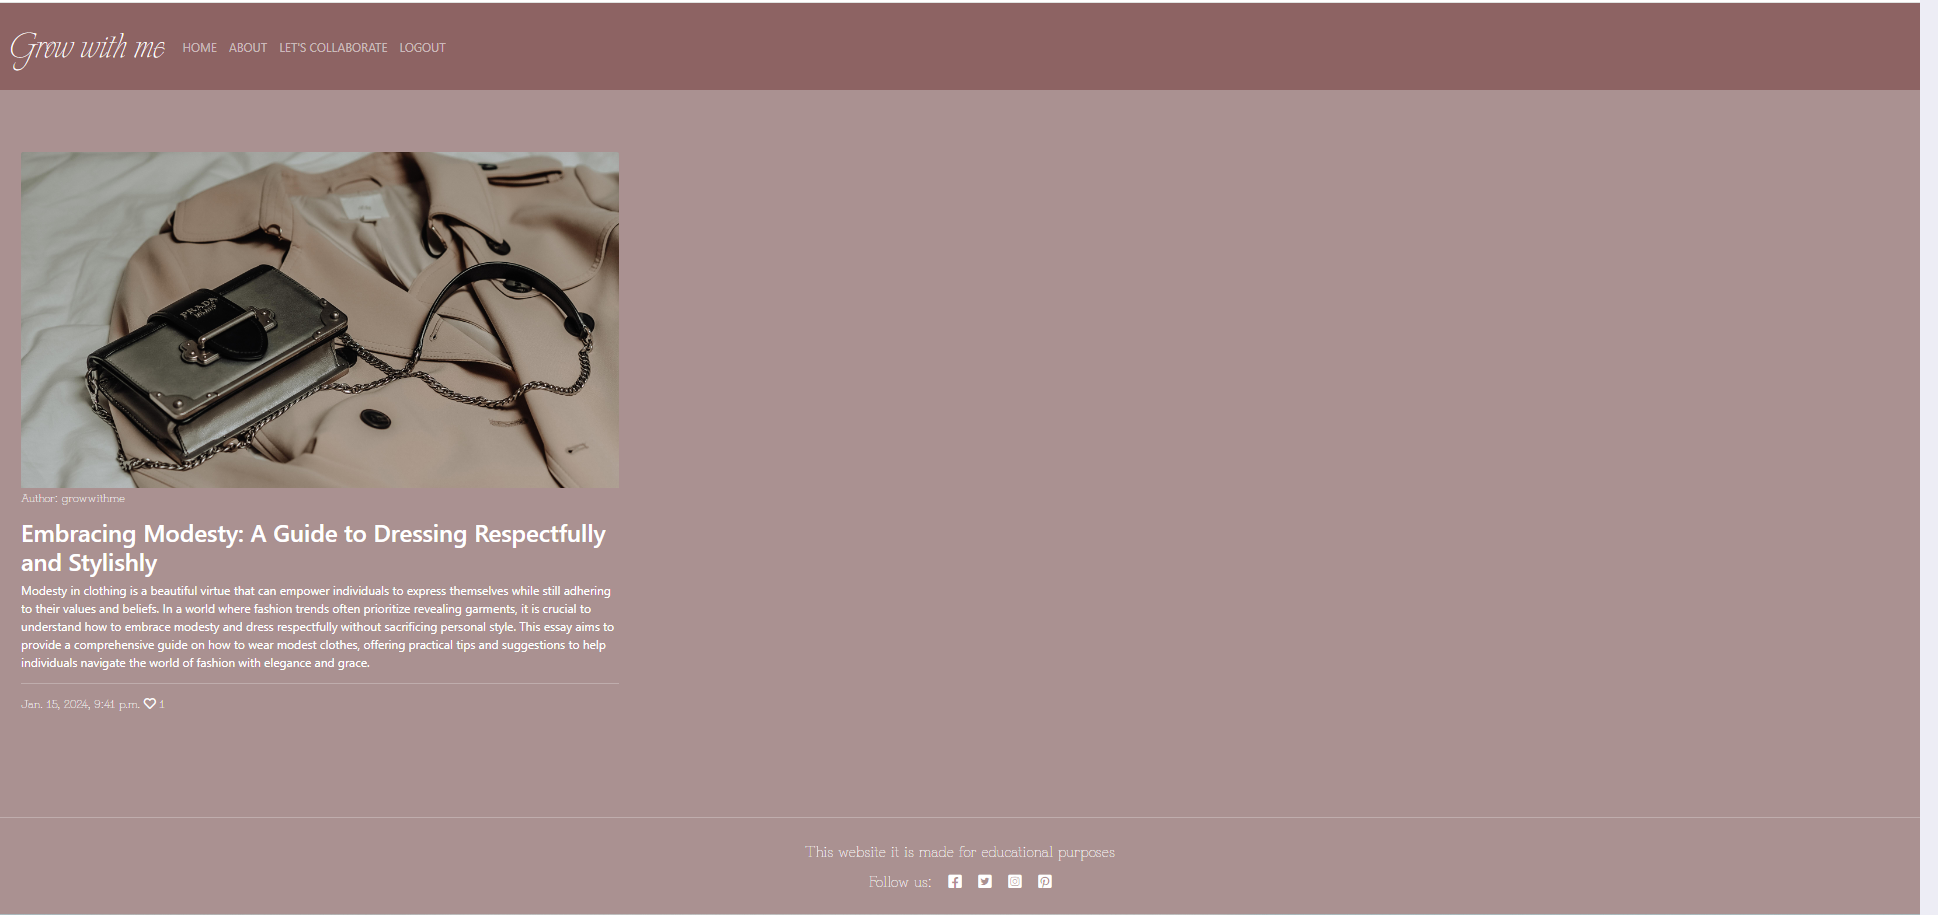 Grow with me
HOME ABOUT LET'S COLLABORATE LOGOUT
PRADA
MILANO
Author: growwithme
Embracing Modesty: A Guide to Dressing Respectfully
and Stylishly
Modesty in clothing is a beautiful virtue that can empower individuals to express themselves while still adhering
to their values and beliefs. In a world where fashion trends often prioritize revealing garments, it is crucial to
understand how to embrace modesty and dress respectfully without sacrificing personal style. This essay aims to
provide a comprehensive guide on how to wear modest clothes, offering practical tips and suggestions to help
individuals navigate the world of fashion with elegance and grace.
Jan. 15, 2024, 9:41 p.m. 1
This website it is made for educational purposes
Follow us: